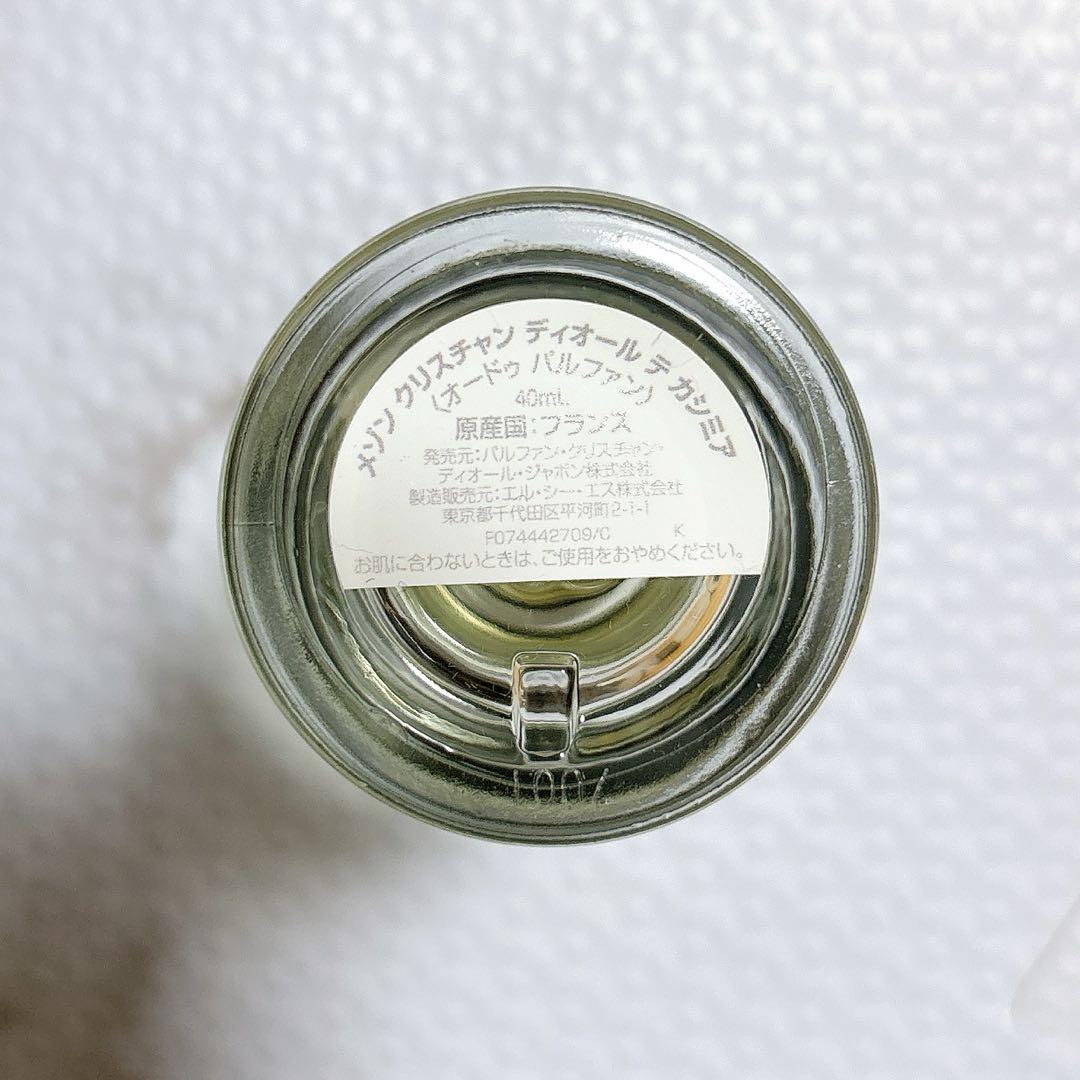 メゾン クリスチャン ディオール テ カシミア
(オードゥ パルファン)
40mL
原産国:フランス
発売元:パルファン・クリスチャン・
ディオール・ジャポン株式会社
製造販売元:エル・シー・エス株式会社
東京都千代田区平河町2-1-1
F074442709/C K
お肌に合わないときは、ご使用をおやめください。